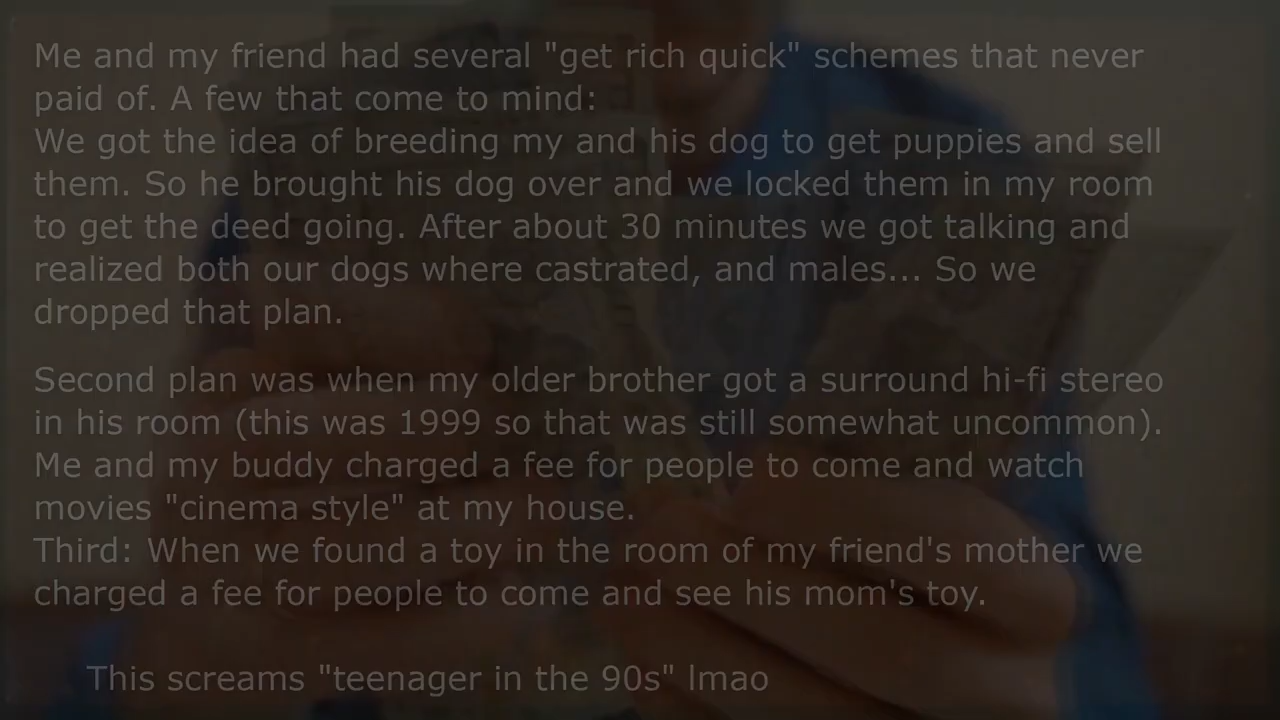 Me and my friend had several "get rich quick" schemes that never
paid of. A few that come to mind:
We got the idea of breeding my and his dog to get puppies and sell
them. So he brought his dog over and we locked them in my room
to get the deed going. After about 30 minutes we got talking and
realized both our dogs where castrated, and males... So we
dropped that plan.
Second plan was when my older brother got a surround hi-fi stereo
in his room (this was 1999 so that was still somewhat uncommon).
Me and my buddy charged a fee for people to come and watch
movies "cinema style" at my house.
Third: When we found a toy in the room of my friend's mother we
charged a fee for people to come and see his mom's toy.
This screams "teenager in the 90s" lmao